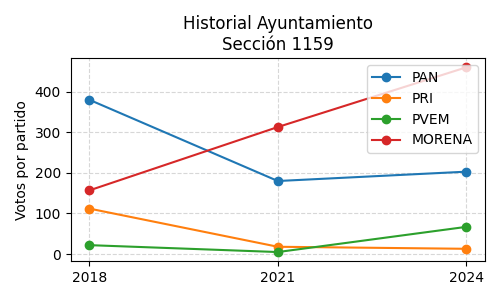 Historial Ayuntamiento
Sección 1159
PAN
PRI
PVEM
MORENA
Votos por partido
400
300
200
100
0
2018
2021
2024